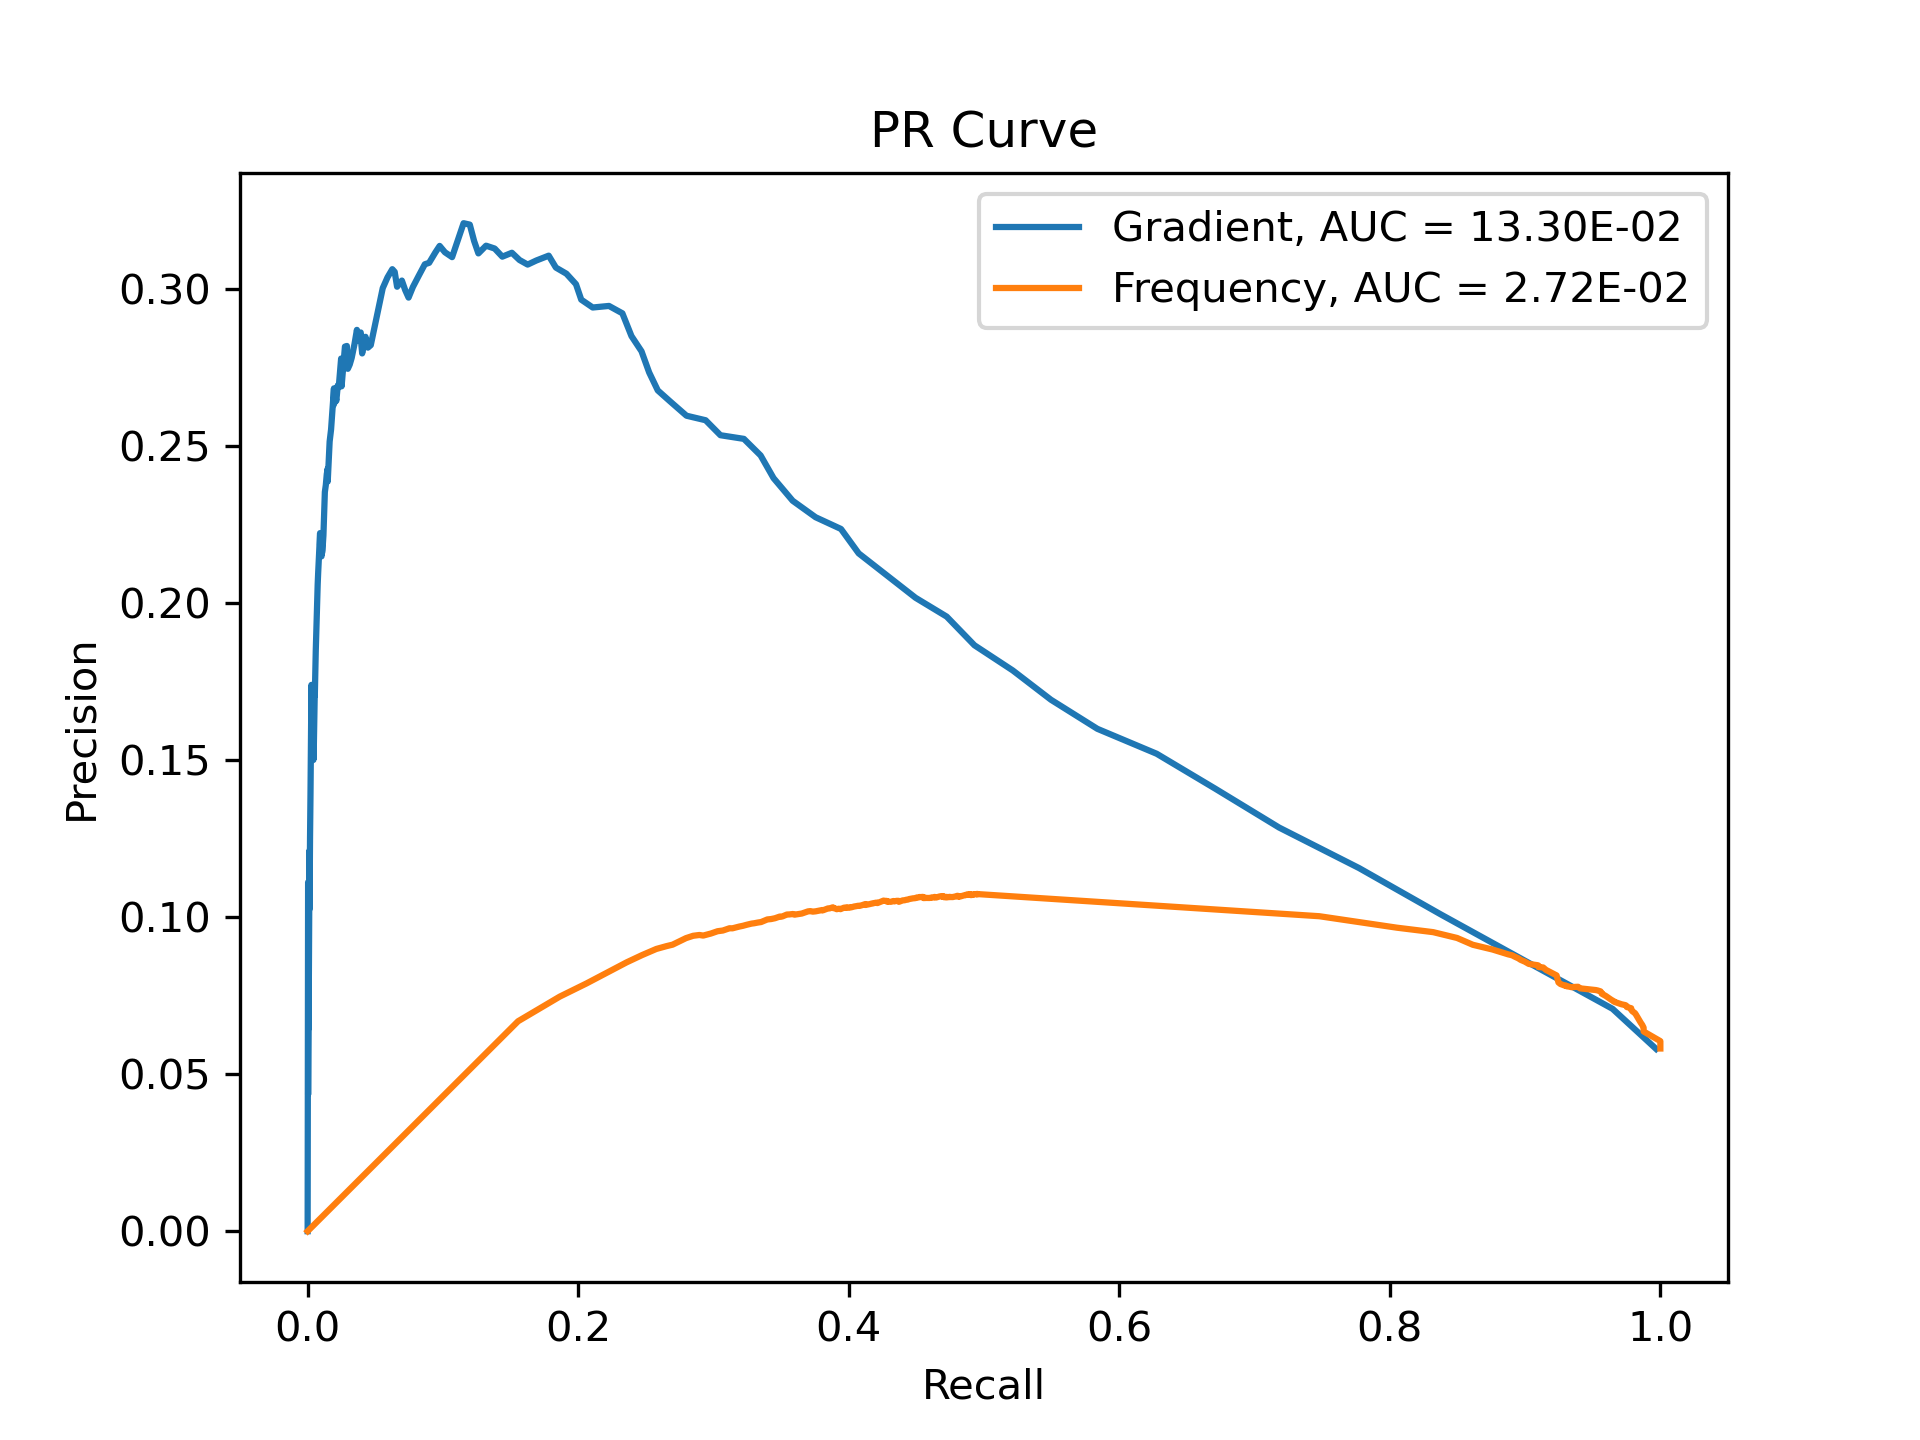 PR Curve
Gradient, AUC = 13.30E-02
Frequency, AUC = 2.72E-02
Precision
0.30
0.25
0.20
0.15
0.10
0.05
0.00
0.0 0.2 0.4 0.6 0.8 1.0
Recall